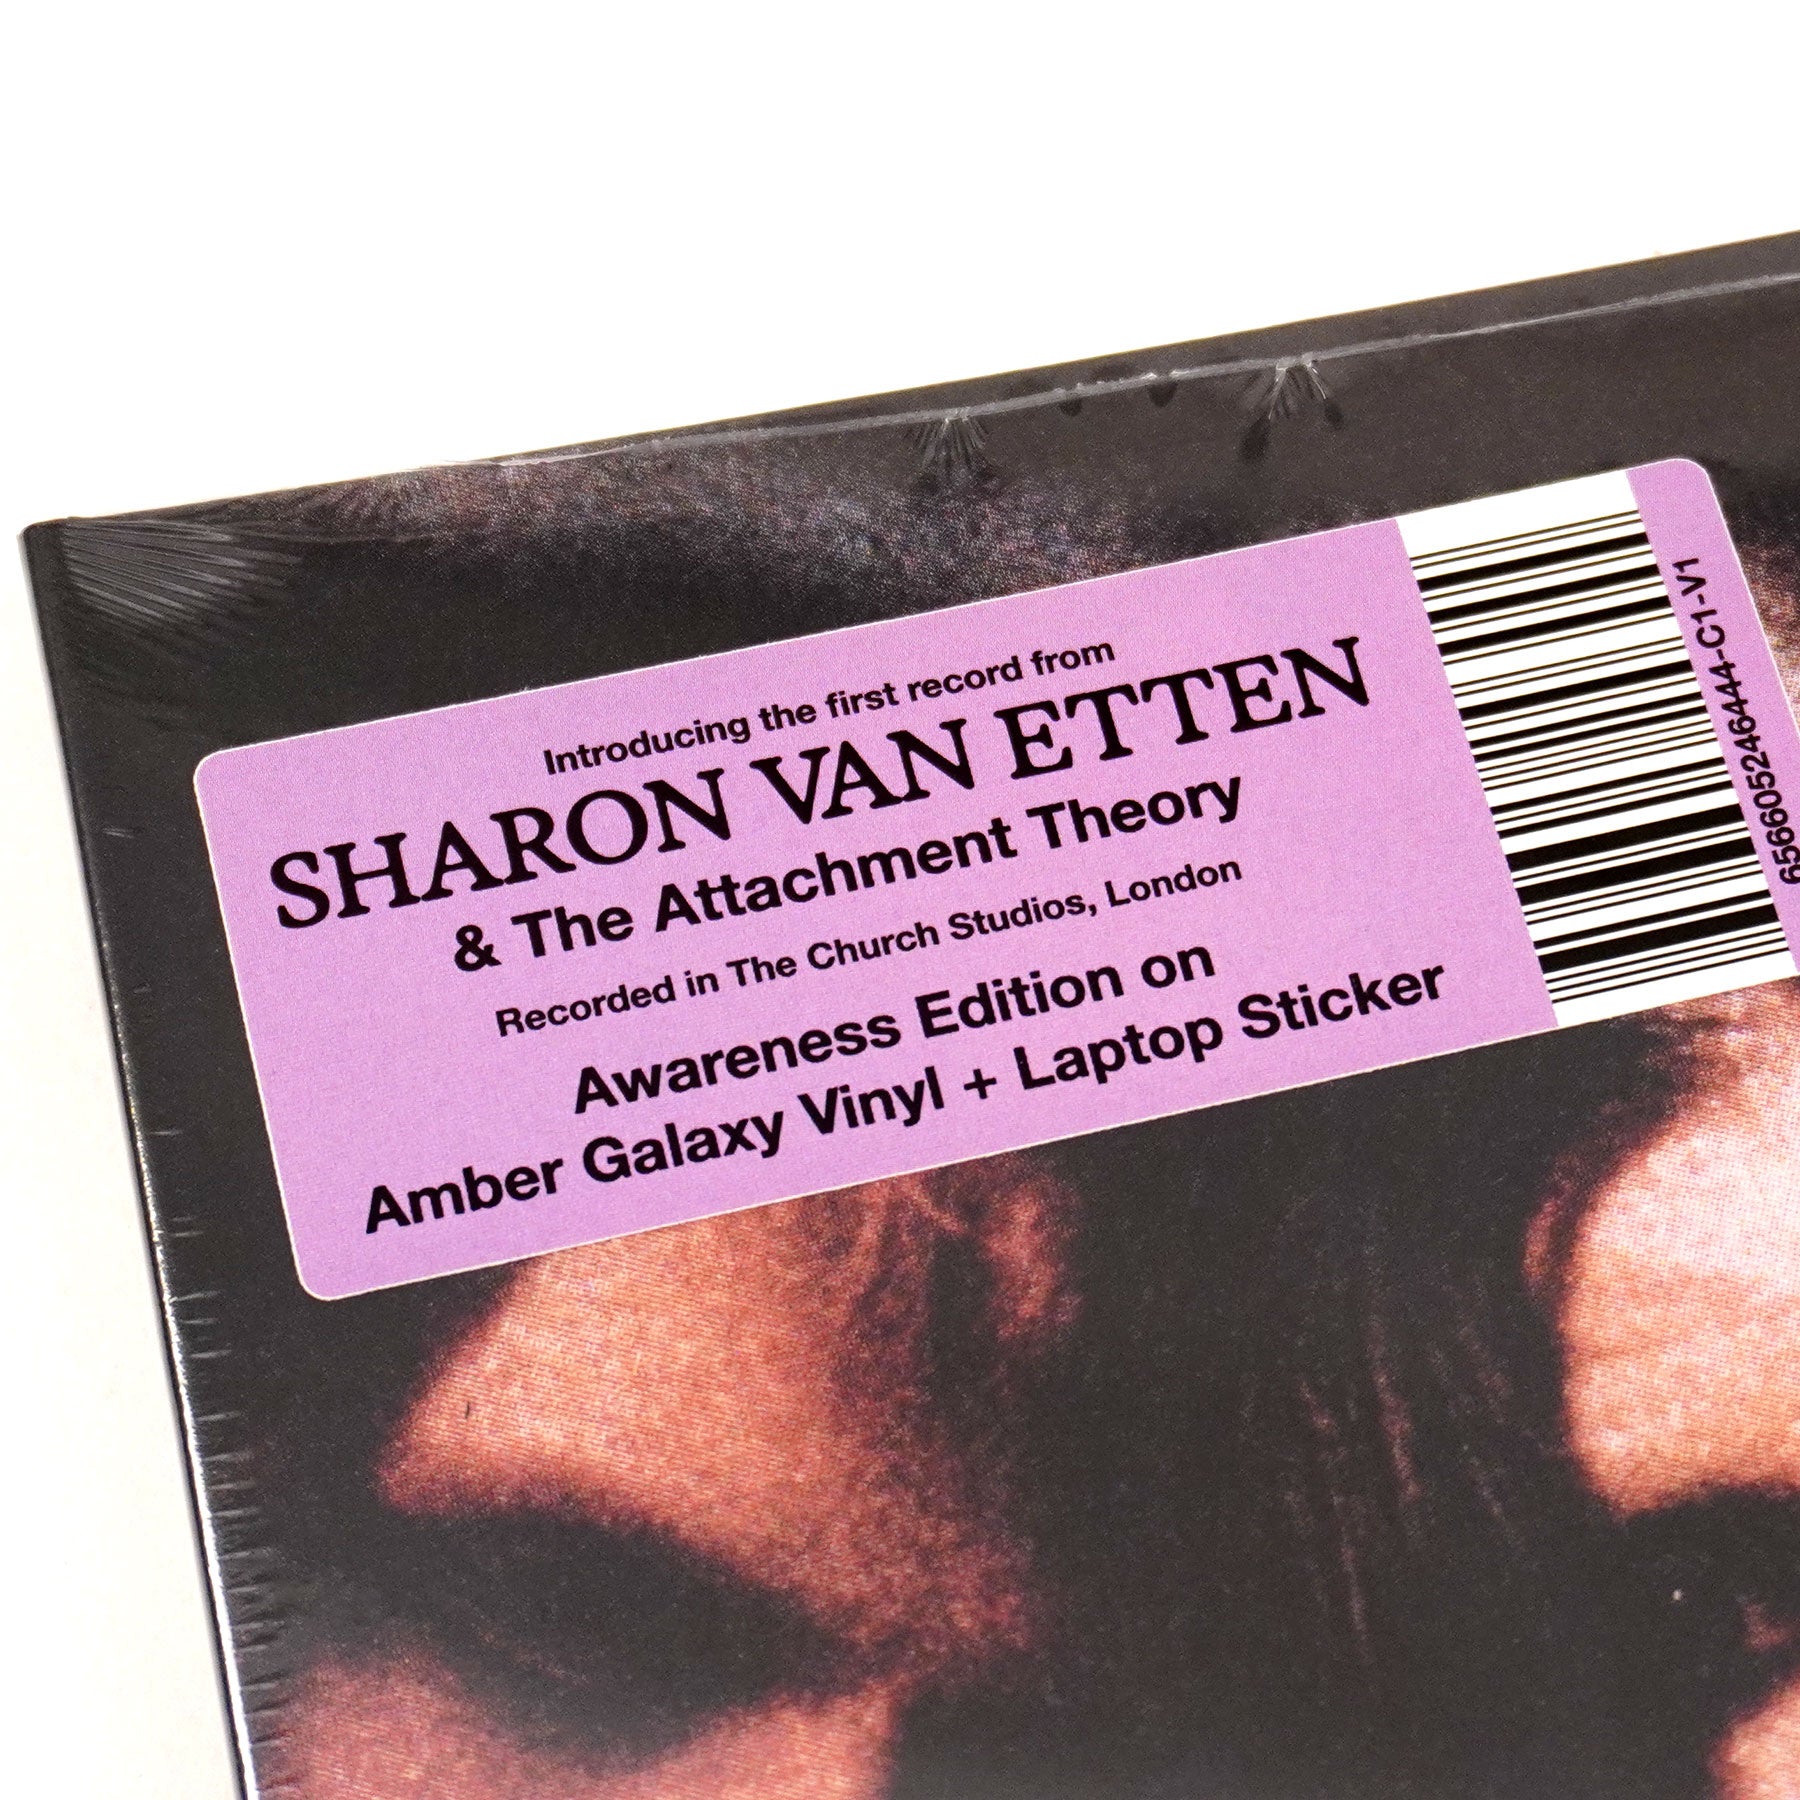 Introducing the first record from
SHARON VAN ETTEN
& The Attachment Theory
Recorded in The Church Studios, London
Awareness Edition on
Amber Galaxy Vinyl + Laptop Sticker
656605246444-C1-V1